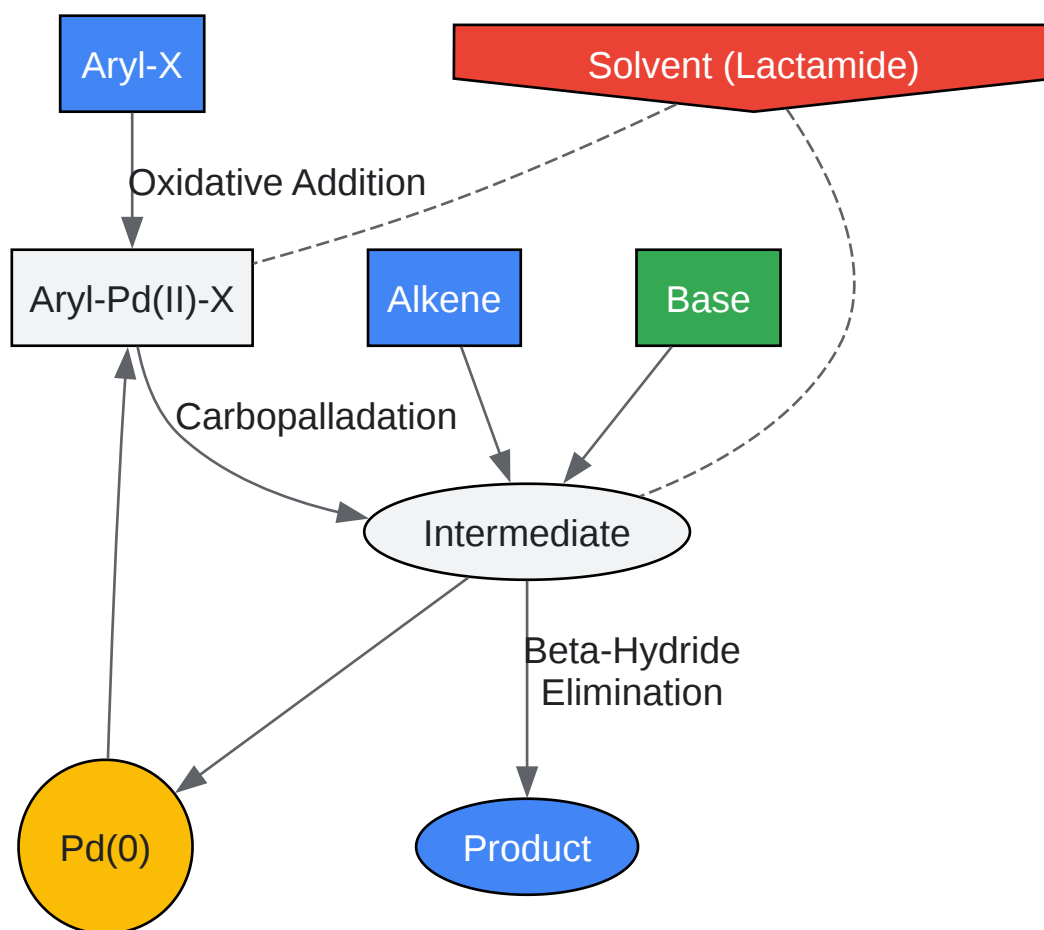 Aryl-X
Solvent (Lactamide)
Oxidative Addition
Aryl-Pd(II)-X
Alkene
Base
Carbopalladation
Intermediate
Beta-Hydride
Elimination
Pd(0)
Product